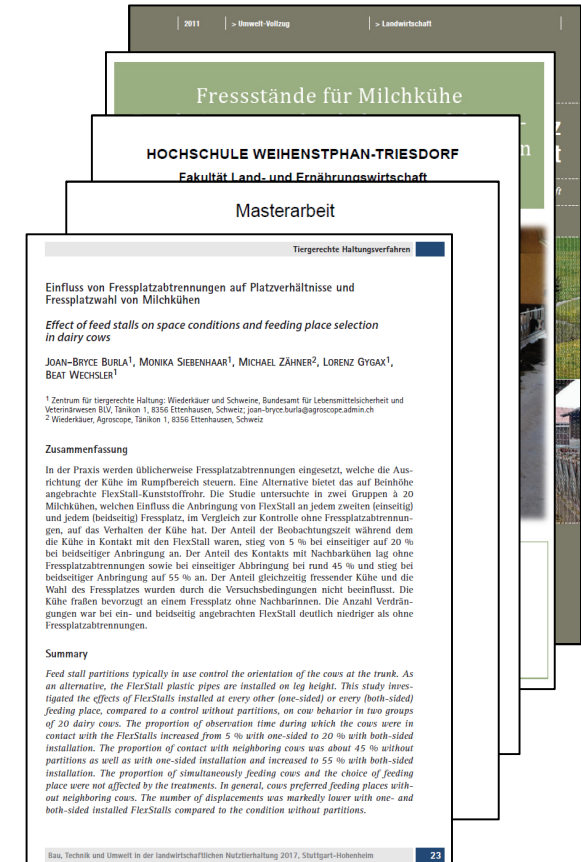 2011 > Umwelt-Vollzug > Landwirtschaft
Fressstände für Milchkühe
n
z
t
HOCHSCHULE WEIHENSTPHAN-TRIESDORF
Fakultät Land- und Ernährungswirtschaft
Masterarbeit
Tiergerechte Haltungsverfahren
Einfluss von Fressplatzabtrennungen auf Platzverhältnisse und
Fressplatzwahl von Milchkühen
Effect of feed stalls on space conditions and feeding place selection
in dairy cows
JOAN-BRYCE BURLA1, MONIKA SIEBENHAAR1, MICHAEL ZÄHNER2, LORENZ GYGAX1,
BEAT WECHSLER1
1 Zentrum für tiergerechte Haltung: Wiederkäuer und Schweine, Bundesamt für Lebensmittelsicherheit und
Veterinärwesen BLV, Tänikon 1, 8356 Ettenhausen, Schweiz; joan-bryce.burla@agroscope.admin.ch
2 Wiederkäuer, Agroscope, Tänikon 1, 8356 Ettenhausen, Schweiz
Zusammenfassung
In der Praxis werden üblicherweise Fressplatzabtrennungen eingesetzt, welche die Aus-
richtung der Kühe im Rumpfbereich steuern. Eine Alternative bietet das auf Beinhöhe
angebrachte FlexStall-Kunststoffrohr. Die Studie untersuchte in zwei Gruppen à 20
Milchkühen, welchen Einfluss die Anbringung von FlexStall an jedem zweiten (einseitig)
und jedem (beidseitig) Fressplatz, im Vergleich zur Kontrolle ohne Fressplatzabtrennun-
gen, auf das Verhalten der Kühe hat. Der Anteil der Beobachtungszeit während dem
die Kühe in Kontakt mit den FlexStall waren, stieg von 5 % bei einseitiger auf 20 %
bei beidseitiger Anbringung an. Der Anteil des Kontakts mit Nachbarkühen lag ohne
Fressplatzabtrennungen sowie bei einseitiger Abbringung bei rund 45 % und stieg bei
beidseitiger Anbringung auf 55 % an. Der Anteil gleichzeitig fressender Kühe und die
Wahl des Fressplatzes wurden durch die Versuchsbedingungen nicht beeinflusst. Die
Kühe fraßen bevorzugt an einem Fressplatz ohne Nachbarinnen. Die Anzahl Verdrän-
gungen war bei ein- und beidseitig angebrachten FlexStall deutlich niedriger als ohne
Fressplatzabtrennungen.
Summary
Feed stall partitions typically in use control the orientation of the cows at the trunk. As
an alternative, the FlexStall plastic pipes are installed on leg height. This study inves-
tigated the effects of FlexStalls installed at every other (one-sided) or every (both-sided)
feeding place, compared to a control without partitions, on cow behavior in two groups
of 20 dairy cows. The proportion of observation time during which the cows were in
contact with the FlexStalls increased from 5 % with one-sided to 20 % with both-sided
installation. The proportion of contact with neighboring cows was about 45 % without
partitions as well as with one-sided installation and increased to 55 % with both-sided
installation. The proportion of simultaneously feeding cows and the choice of feeding
place were not affected by the treatments. In general, cows preferred feeding places with-
out neighboring cows. The number of displacements was markedly lower with one- and
both-sided installed FlexStalls compared to the condition without partitions.
Bau, Technik und Umwelt in der landwirtschaftlichen Nutztierhaltung 2017, Stuttgart-Hohenheim 23